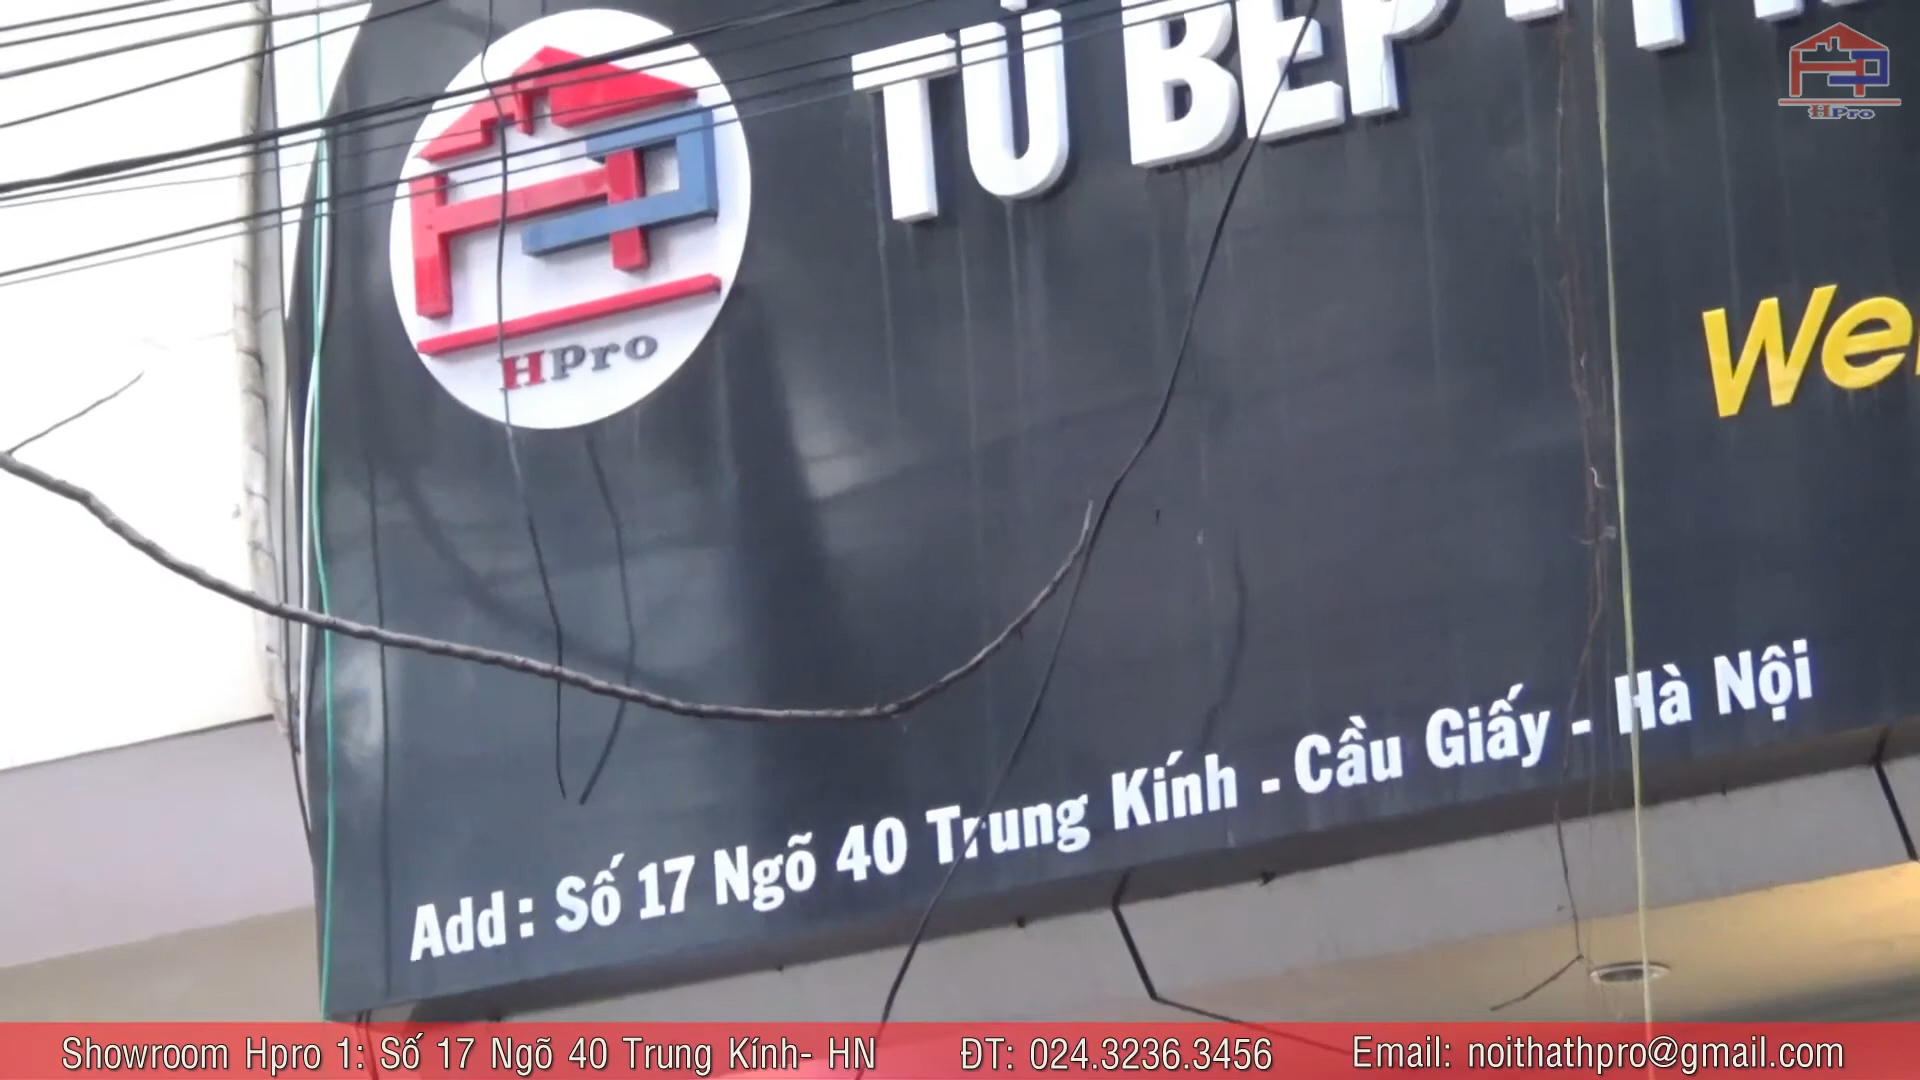 TỦ BẾP
HPro
HPro
We
Add: Số 17 Ngõ 40 Trung Kính - Cầu Giấy - Hà Nội
Showroom Hpro 1: Số 17 Ngõ 40 Trung Kính- HN ĐT: 024.3236.3456 Email: noithathpro@gmail.com